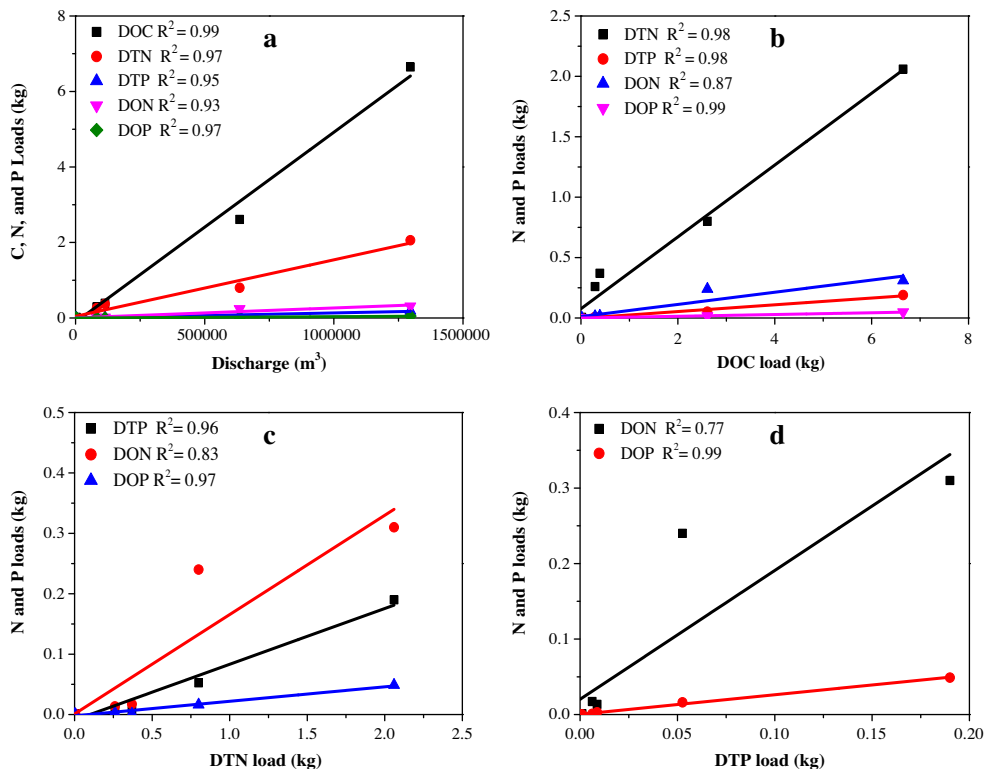 a
DOC R² = 0.99
DTN R² = 0.97
DTP R² = 0.95
DON R² = 0.93
DOP R² = 0.97
C, N, and P Loads (kg)
8
6
4
2
0
0 500000 1000000 1500000
Discharge (m³)
b
DTN R² = 0.98
DTP R² = 0.98
DON R² = 0.87
DOP R² = 0.99
N and P loads (kg)
2.5
2.0
1.5
1.0
0.5
0.0
0 2 4 6 8
DOC load (kg)
c
DTP R² = 0.96
DON R² = 0.83
DOP R² = 0.97
N and P loads (kg)
0.5
0.4
0.3
0.2
0.1
0.0
0.0 0.5 1.0 1.5 2.0 2.5
DTN load (kg)
d
DON R² = 0.77
DOP R² = 0.99
N and P loads (kg)
0.4
0.3
0.2
0.1
0.0
0.00 0.05 0.10 0.15 0.20
DTP load (kg)